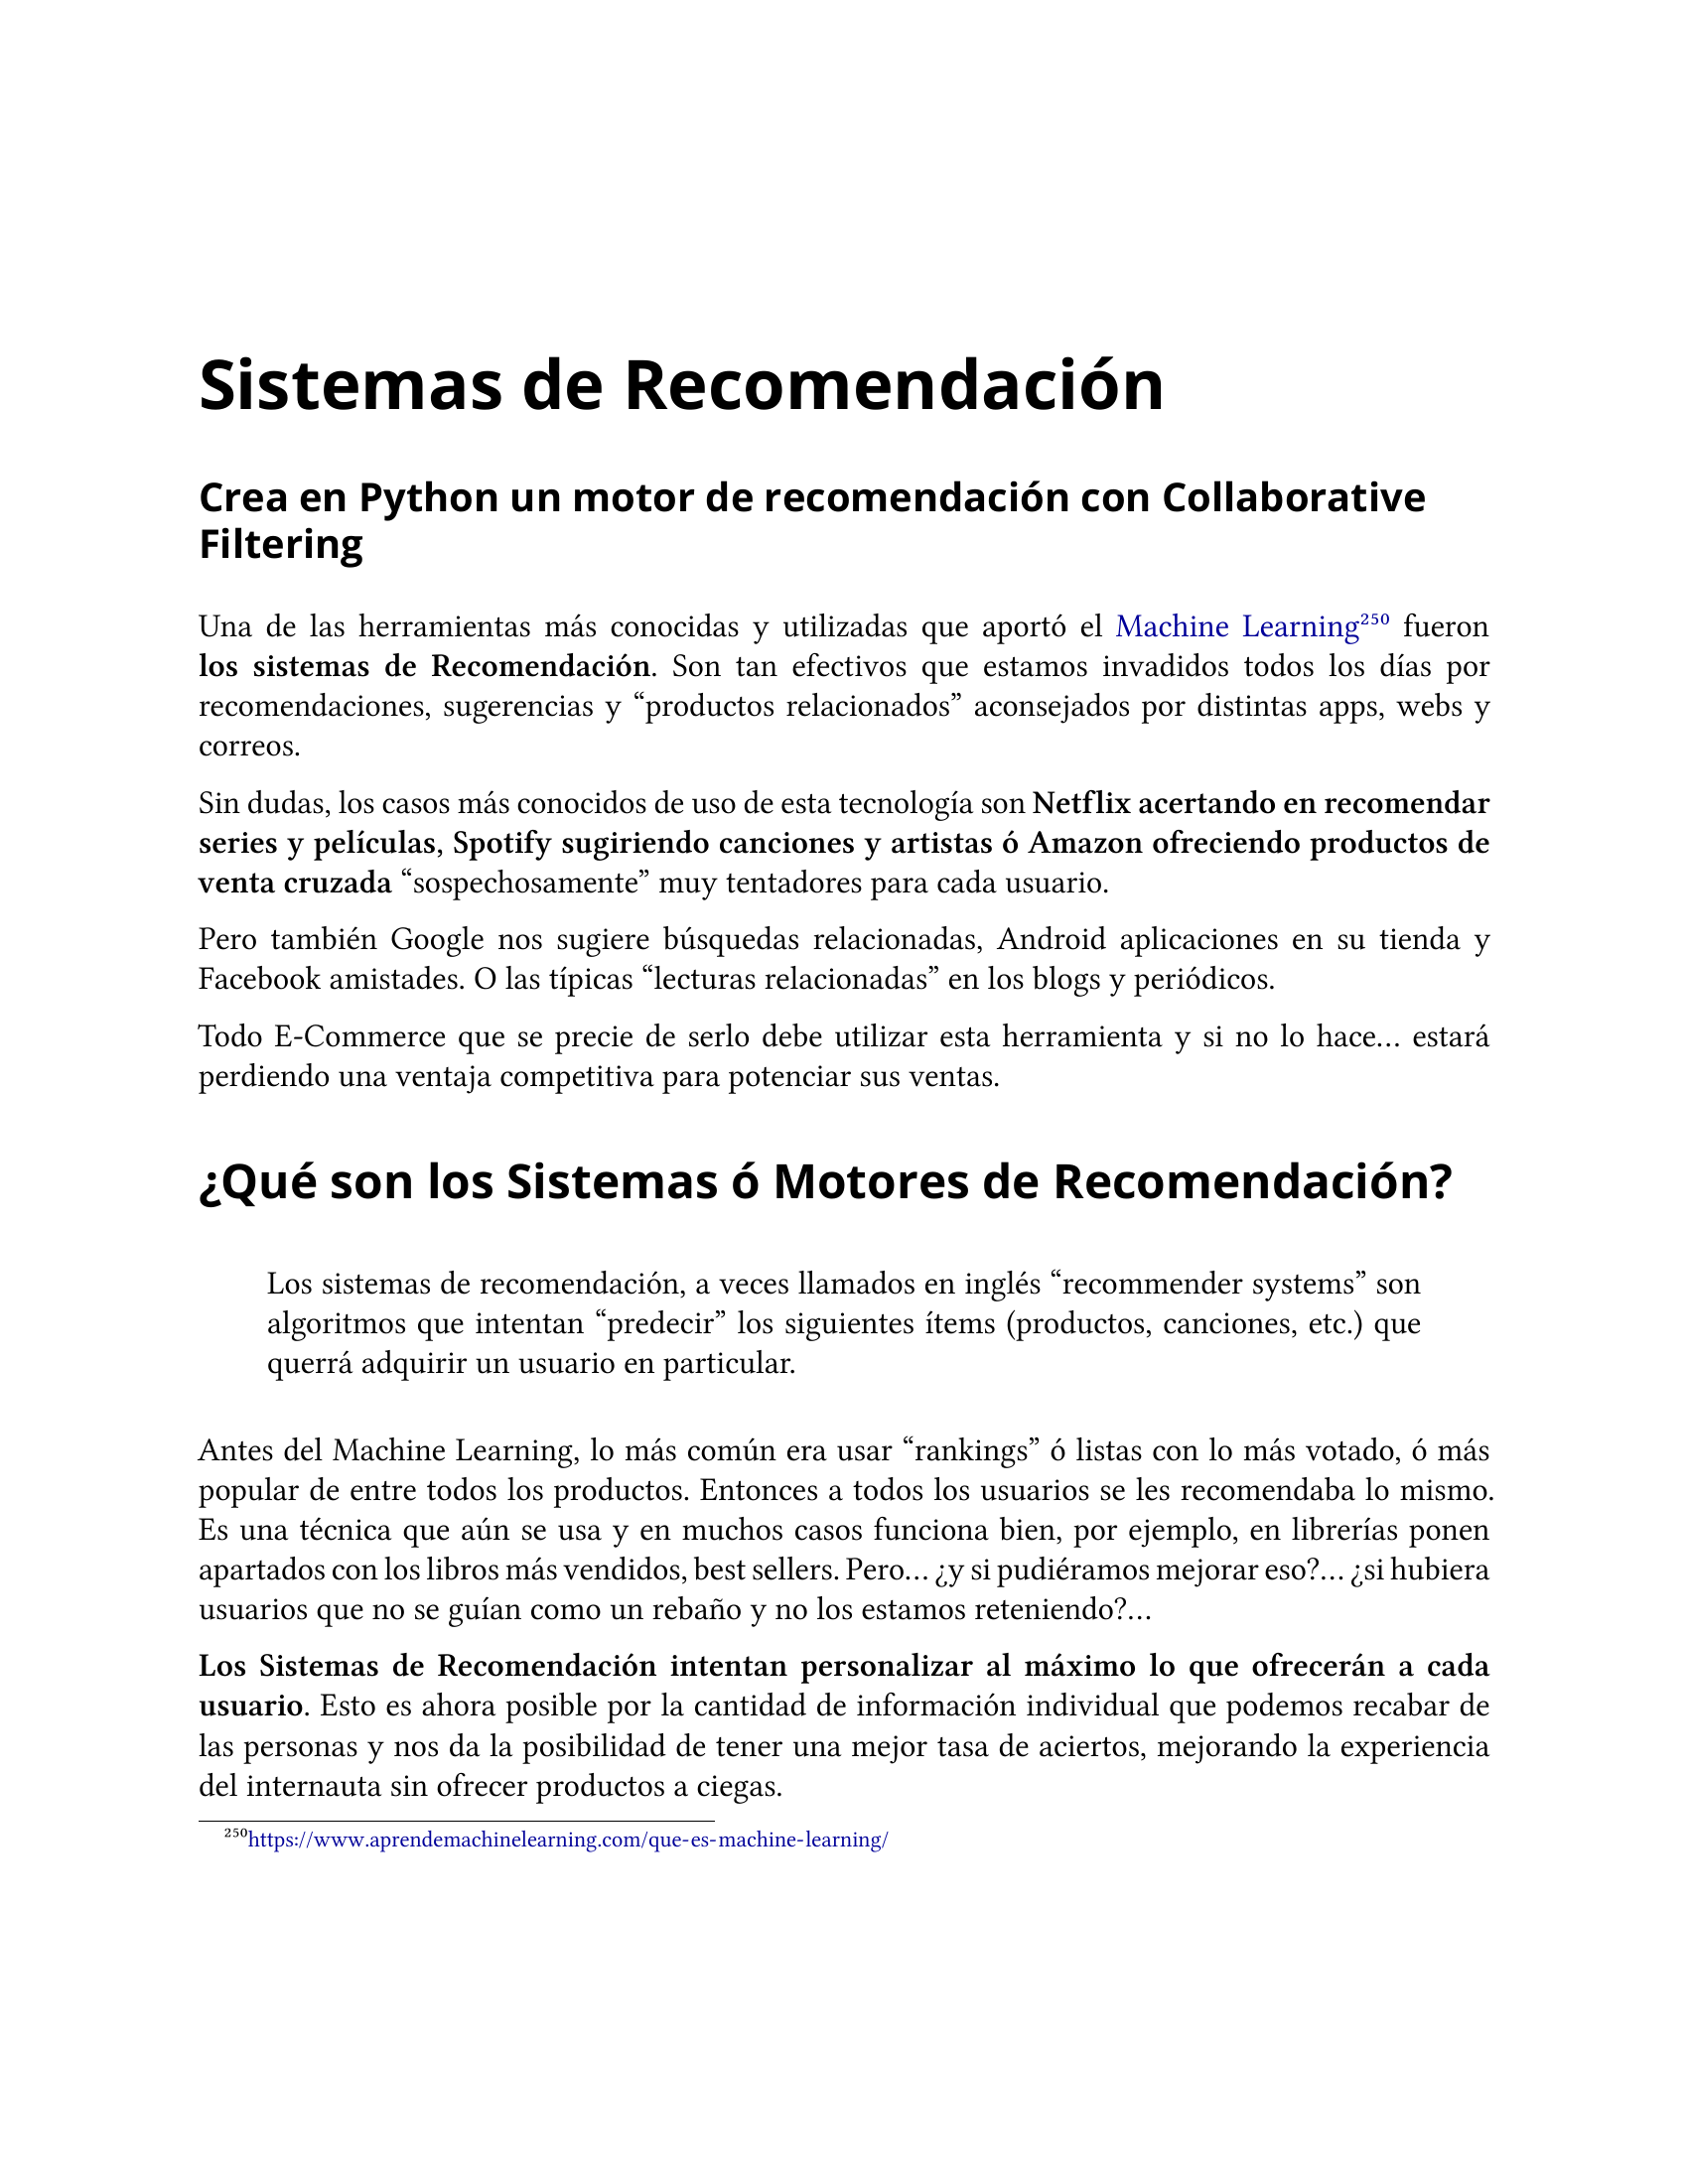 Sistemas de Recomendación
Crea en Python un motor de recomendación con Collaborative
Filtering
Una de las herramientas más conocidas y utilizadas que aportó el Machine Learning²⁵⁰ fueron
los sistemas de Recomendación. Son tan efectivos que estamos invadidos todos los días por
recomendaciones, sugerencias y “productos relacionados” aconsejados por distintas apps, webs y
correos.
Sin dudas, los casos más conocidos de uso de esta tecnología son Netflix acertando en recomendar
series y películas, Spotify sugiriendo canciones y artistas ó Amazon ofreciendo productos de
venta cruzada “sospechosamente” muy tentadores para cada usuario.
Pero también Google nos sugiere búsquedas relacionadas, Android aplicaciones en su tienda y
Facebook amistades. O las típicas “lecturas relacionadas” en los blogs y periódicos.
Todo E-Commerce que se precie de serlo debe utilizar esta herramienta y si no lo hace… estará
perdiendo una ventaja competitiva para potenciar sus ventas.
¿Qué son los Sistemas ó Motores de Recomendación?
Los sistemas de recomendación, a veces llamados en inglés “recommender systems” son
algoritmos que intentan “predecir” los siguientes ítems (productos, canciones, etc.) que
querrá adquirir un usuario en particular.
Antes del Machine Learning, lo más común era usar “rankings” ó listas con lo más votado, ó más
popular de entre todos los productos. Entonces a todos los usuarios se les recomendaba lo mismo.
Es una técnica que aún se usa y en muchos casos funciona bien, por ejemplo, en librerías ponen
apartados con los libros más vendidos, best sellers. Pero… ¿y si pudiéramos mejorar eso?… ¿si hubiera
usuarios que no se guían como un rebaño y no los estamos reteniendo?…
Los Sistemas de Recomendación intentan personalizar al máximo lo que ofrecerán a cada
usuario. Esto es ahora posible por la cantidad de información individual que podemos recabar de
las personas y nos da la posibilidad de tener una mejor tasa de aciertos, mejorando la experiencia
del internauta sin ofrecer productos a ciegas.
²⁵⁰https://www.aprendemachinelearning.com/que-es-machine-learning/